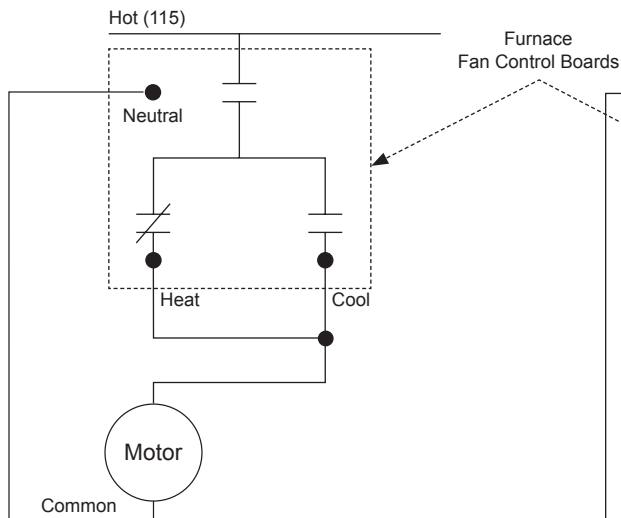 Hot (115)
Furnace
Fan Control Boards
Neutral
Heat
Cool
Motor
Common